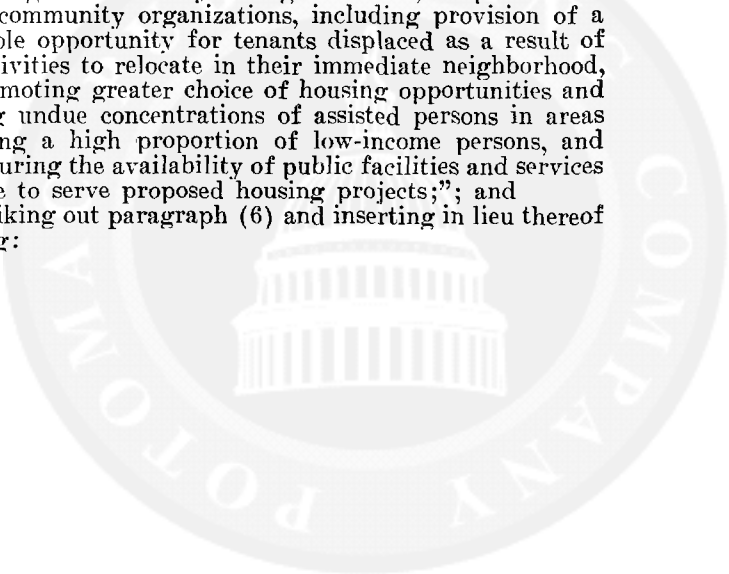 community organizations, including provision of a
ble opportunity for tenants displaced as a result of
ivities to relocate in their immediate neighborhood,
moting greater choice of housing opportunities and
g undue concentrations of assisted persons in areas
ng a high proportion of low-income persons, and
uring the availability of public facilities and services
e to serve proposed housing projects;"; and
iking out paragraph (6) and inserting in lieu thereof
g:
POTOMA
C COMPANY